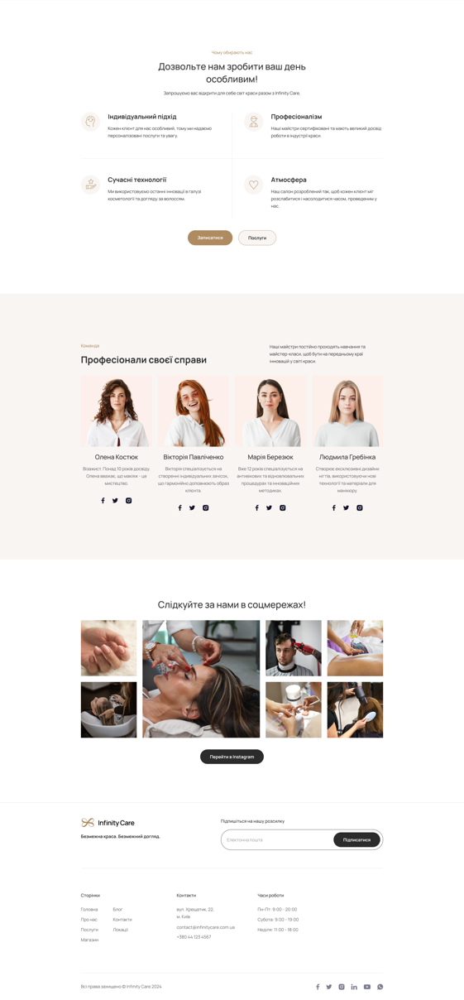 Чому обирають нас
Дозвольте нам зробити ваш день
особливим!
Запрошуємо вас відкрити для себе світ краси разом з Infinity Care.
Індивідуальний підхід
Кожен клієнт для нас особливий, тому ми надаємо
персоналізовані послуги та увагу.
Професіоналізм
Наші майстри сертифіковані та мають великий досвід
роботи в індустрії краси.
Сучасні технології
Ми використовуємо останні інновації в галузі
косметології та догляду за волоссям.
Атмосфера
Наш салон розроблений так, щоб кожен клієнт міг
розслабитися і насолодитися часом, проведеним у
нас.
Записатися
Послуги
Команда
Професіонали своєї справи
Наші майстри постійно проходять навчання та
майстер-класи, щоб бути на передньому краї
інновацій у світі краси.
Олена Костюк
Візажист. Понад 10 років досвіду.
Олена вважає, що макіяж - це
мистецтво.
Вікторія Павліченко
Вікторія спеціалізується на
створенні індивідуальних зачісок,
що гармонійно доповнюють образ
клієнта.
Марія Березюк
Вже 12 років спеціалізується на
антивікових та відновлювальних
процедурах та інноваційних
методиках.
Людмила Гребінка
Створює ексклюзивні дизайни
нігтів, використовуючи нові
технології та матеріали для
манікюру.
Слідкуйте за нами в соцмережах!
Перейти в Instagram
Infinity Care
Безмежна краса. Безмежний догляд.
Підпишіться на нашу розсилку
Електонна пошта
Підписатися
Сторінки
Головна
Про нас
Послуги
Магазин
Блог
Контакти
Локації
Контакти
вул. Хрещатик, 22,
м. Київ
contact@infinitycare.com.ua
+380 44 123 4567
Часи роботи
Пн-Пт: 9:00 - 20:00
Субота: 9:00 - 19:00
Неділя: 11:00 - 18:00
Всі права захищено © Infinity Care 2024